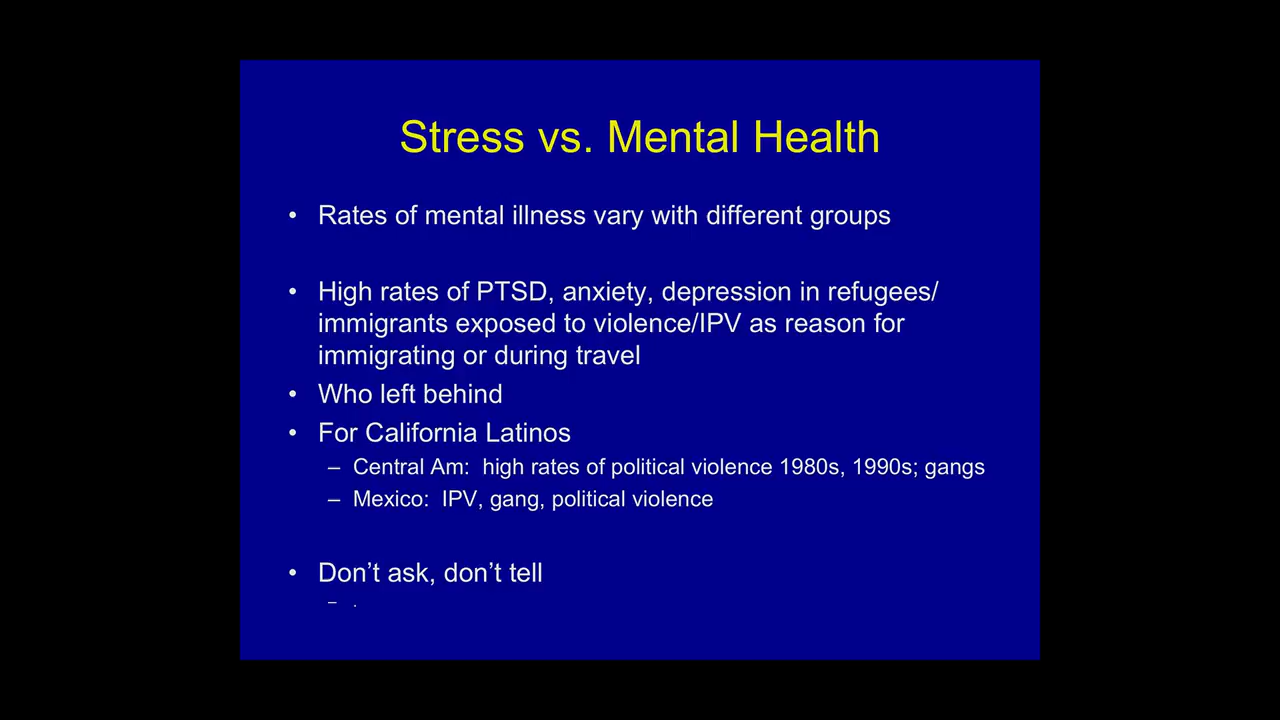 Stress vs. Mental Health
• Rates of mental illness vary with different groups
• High rates of PTSD, anxiety, depression in refugees/
immigrants exposed to violence/IPV as reason for
immigrating or during travel
• Who left behind
• For California Latinos
– Central Am:  high rates of political violence 1980s, 1990s; gangs
– Mexico:  IPV, gang, political violence
• Don’t ask, don’t tell
– .